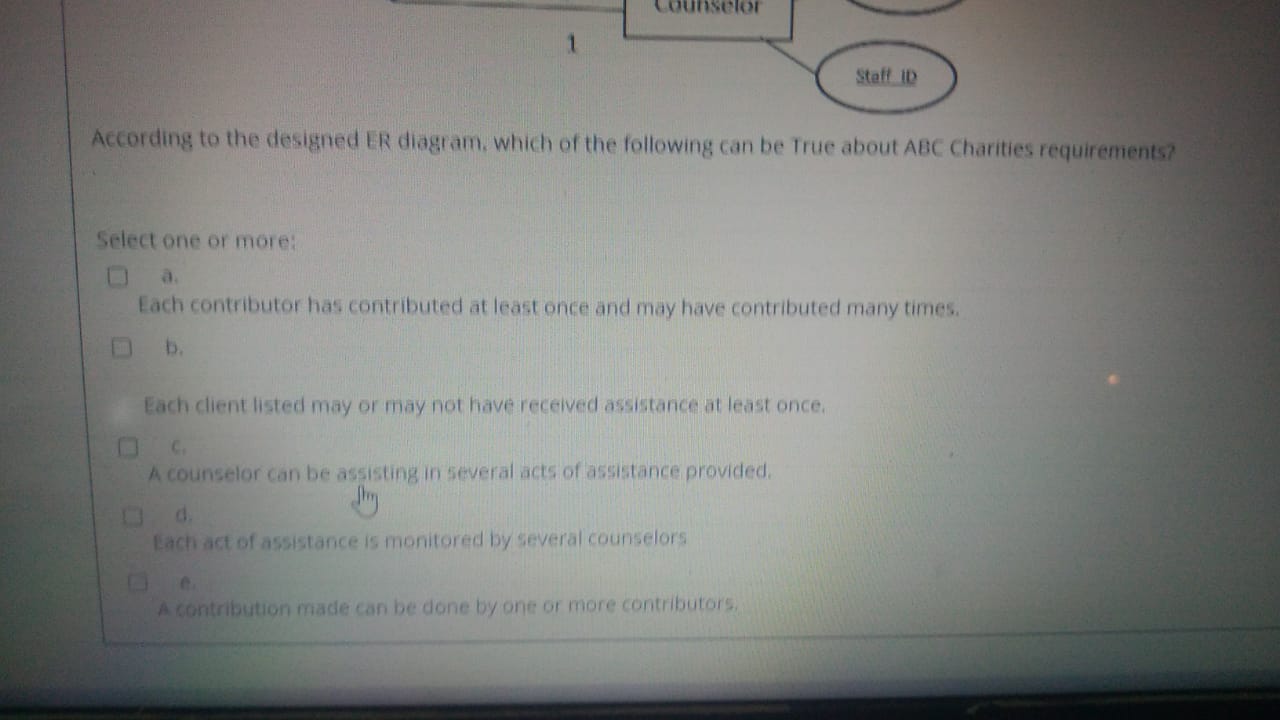 Counselor
1
Staff_ID
According to the designed ER diagram, which of the following can be True about ABC Charities requirements?
Select one or more:
a.
Each contributor has contributed at least once and may have contributed many times.
b.
Each client listed may or may not have received assistance at least once.
c.
A counselor can be assisting in several acts of assistance provided.
d.
Each act of assistance is monitored by several counselors
e.
A contribution made can be done by one or more contributors.